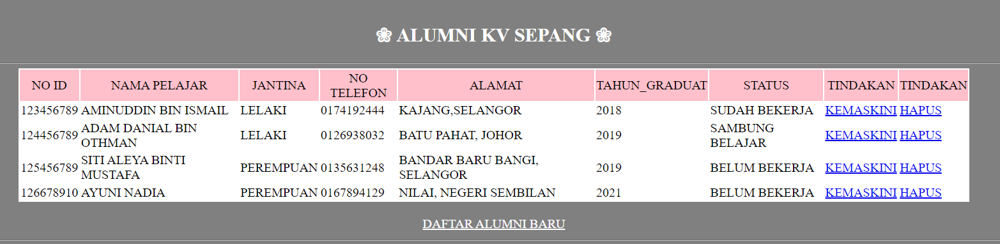 ❀ ALUMNI KV SEPANG ❀
NO ID NAMA PELAJAR JANTINA NO TELEFON ALAMAT TAHUN_GRADUAT STATUS TINDAKAN TINDAKAN
123456789 AMINUDDIN BIN ISMAIL LELAKI 0174192444 KAJANG,SELANGOR 2018 SUDAH BEKERJA KEMASKINI HAPUS
124456789 ADAM DANIAL BIN OTHMAN LELAKI 0126938032 BATU PAHAT, JOHOR 2019 SAMBUNG BELAJAR KEMASKINI HAPUS
125456789 SITI ALEYA BINTI MUSTAFA PEREMPUAN 0135631248 BANDAR BARU BANGI, SELANGOR 2019 BELUM BEKERJA KEMASKINI HAPUS
126678910 AYUNI NADIA PEREMPUAN 0167894129 NILAI, NEGERI SEMBILAN 2021 BELUM BEKERJA KEMASKINI HAPUS
DAFTAR ALUMNI BARU